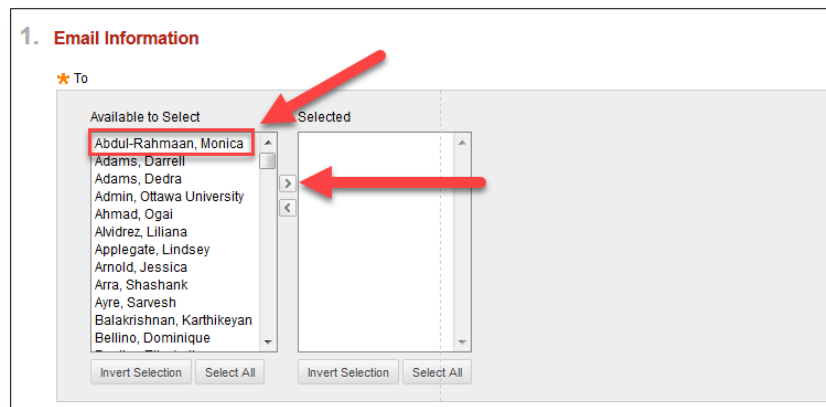 1. Email Information
★ To
Available to Select
Abdul-Rahmaan, Monica
Adams, Darrell
Adams, Dedra
Admin, Ottawa University
Ahmad, Ogai
Alvidrez, Liliana
Applegate, Lindsey
Arnold, Jessica
Arra, Shashank
Ayre, Sarvesh
Balakrishnan, Karthikeyan
Bellino, Dominique
Invert Selection Select All
>
<
Selected
Invert Selection Select All